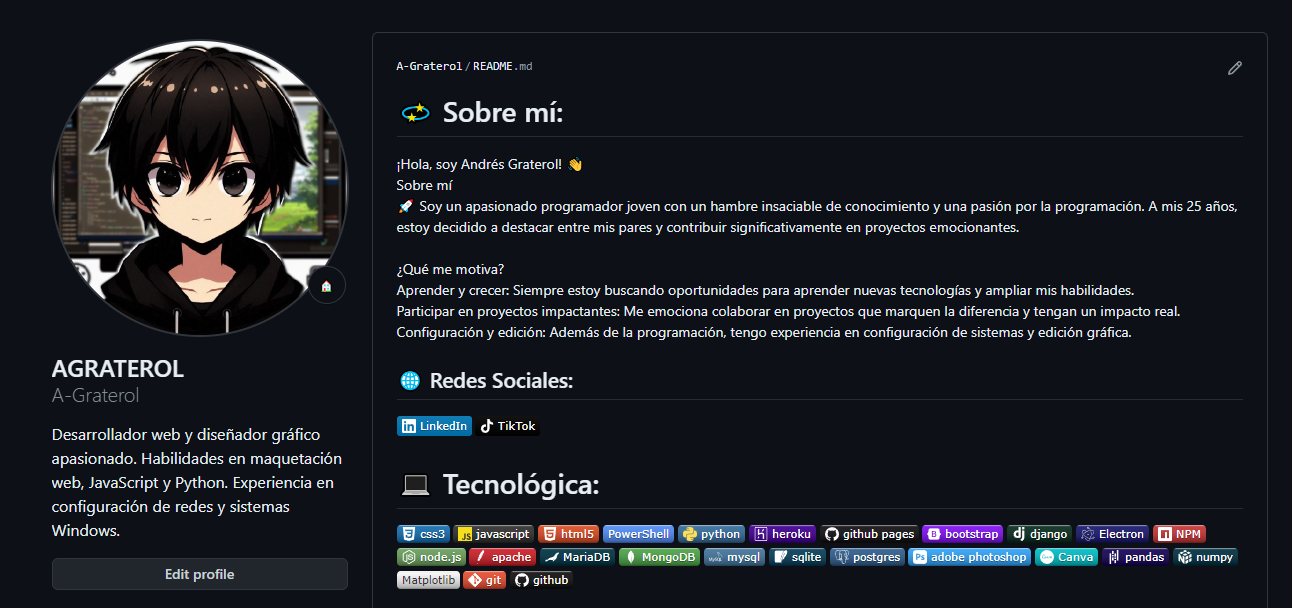 A-Graterol / README.md
Sobre mí:
¡Hola, soy Andrés Graterol! 👋
Sobre mí
🚀 Soy un apasionado programador joven con un hambre insaciable de conocimiento y una pasión por la programación. A mis 25 años,
estoy decidido a destacar entre mis pares y contribuir significativamente en proyectos emocionantes.
¿Qué me motiva?
Aprender y crecer: Siempre estoy buscando oportunidades para aprender nuevas tecnologías y ampliar mis habilidades.
Participar en proyectos impactantes: Me emociona colaborar en proyectos que marquen la diferencia y tengan un impacto real.
Configuración y edición: Además de la programación, tengo experiencia en configuración de sistemas y edición gráfica.
🌐 Redes Sociales:
LinkedIn TikTok
💻 Tecnológica:
css3 javascript html5 PowerShell python heroku github pages bootstrap django Electron NPM
node.js apache MariaDB MongoDB mysql sqlite postgres adobe photoshop Canva pandas numpy
Matplotlib git github
AGRATEROL
A-Graterol
Desarrollador web y diseñador gráfico
apasionado. Habilidades en maquetación
web, JavaScript y Python. Experiencia en
configuración de redes y sistemas
Windows.
Edit profile